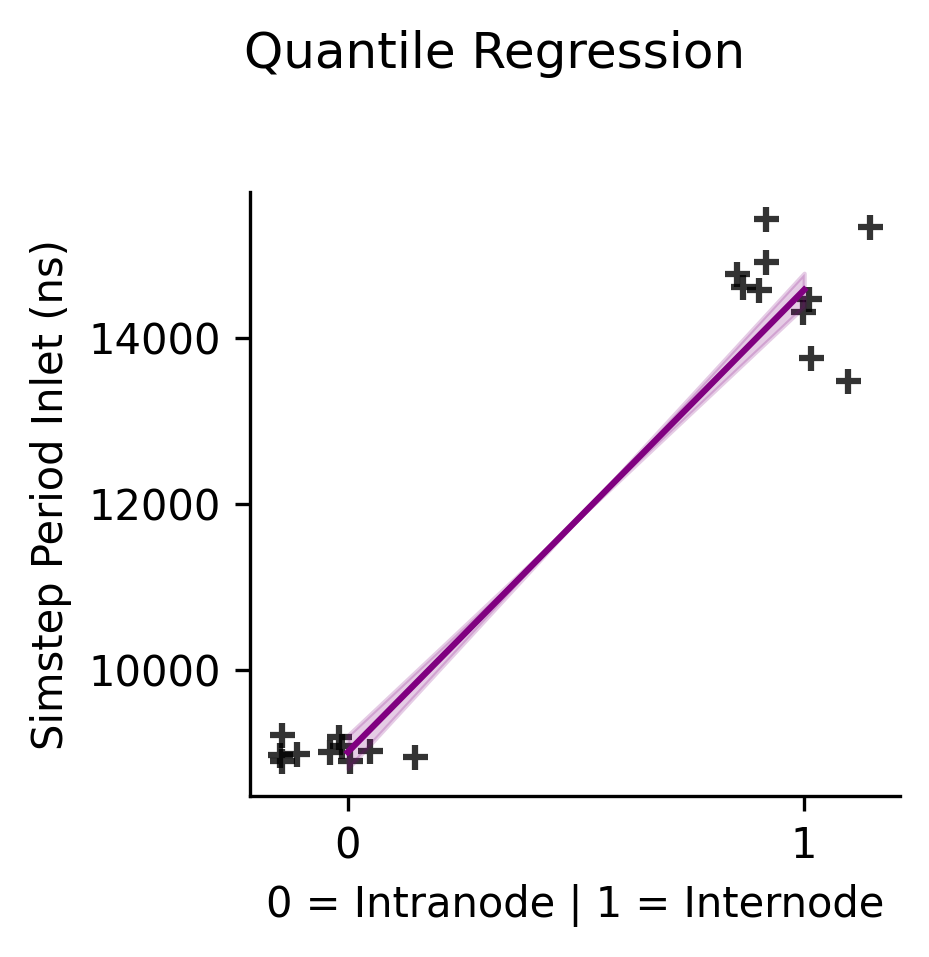 Quantile Regression
Simstep Period Inlet (ns)
14000
12000
10000
0
1
0 = Intranode | 1 = Internode